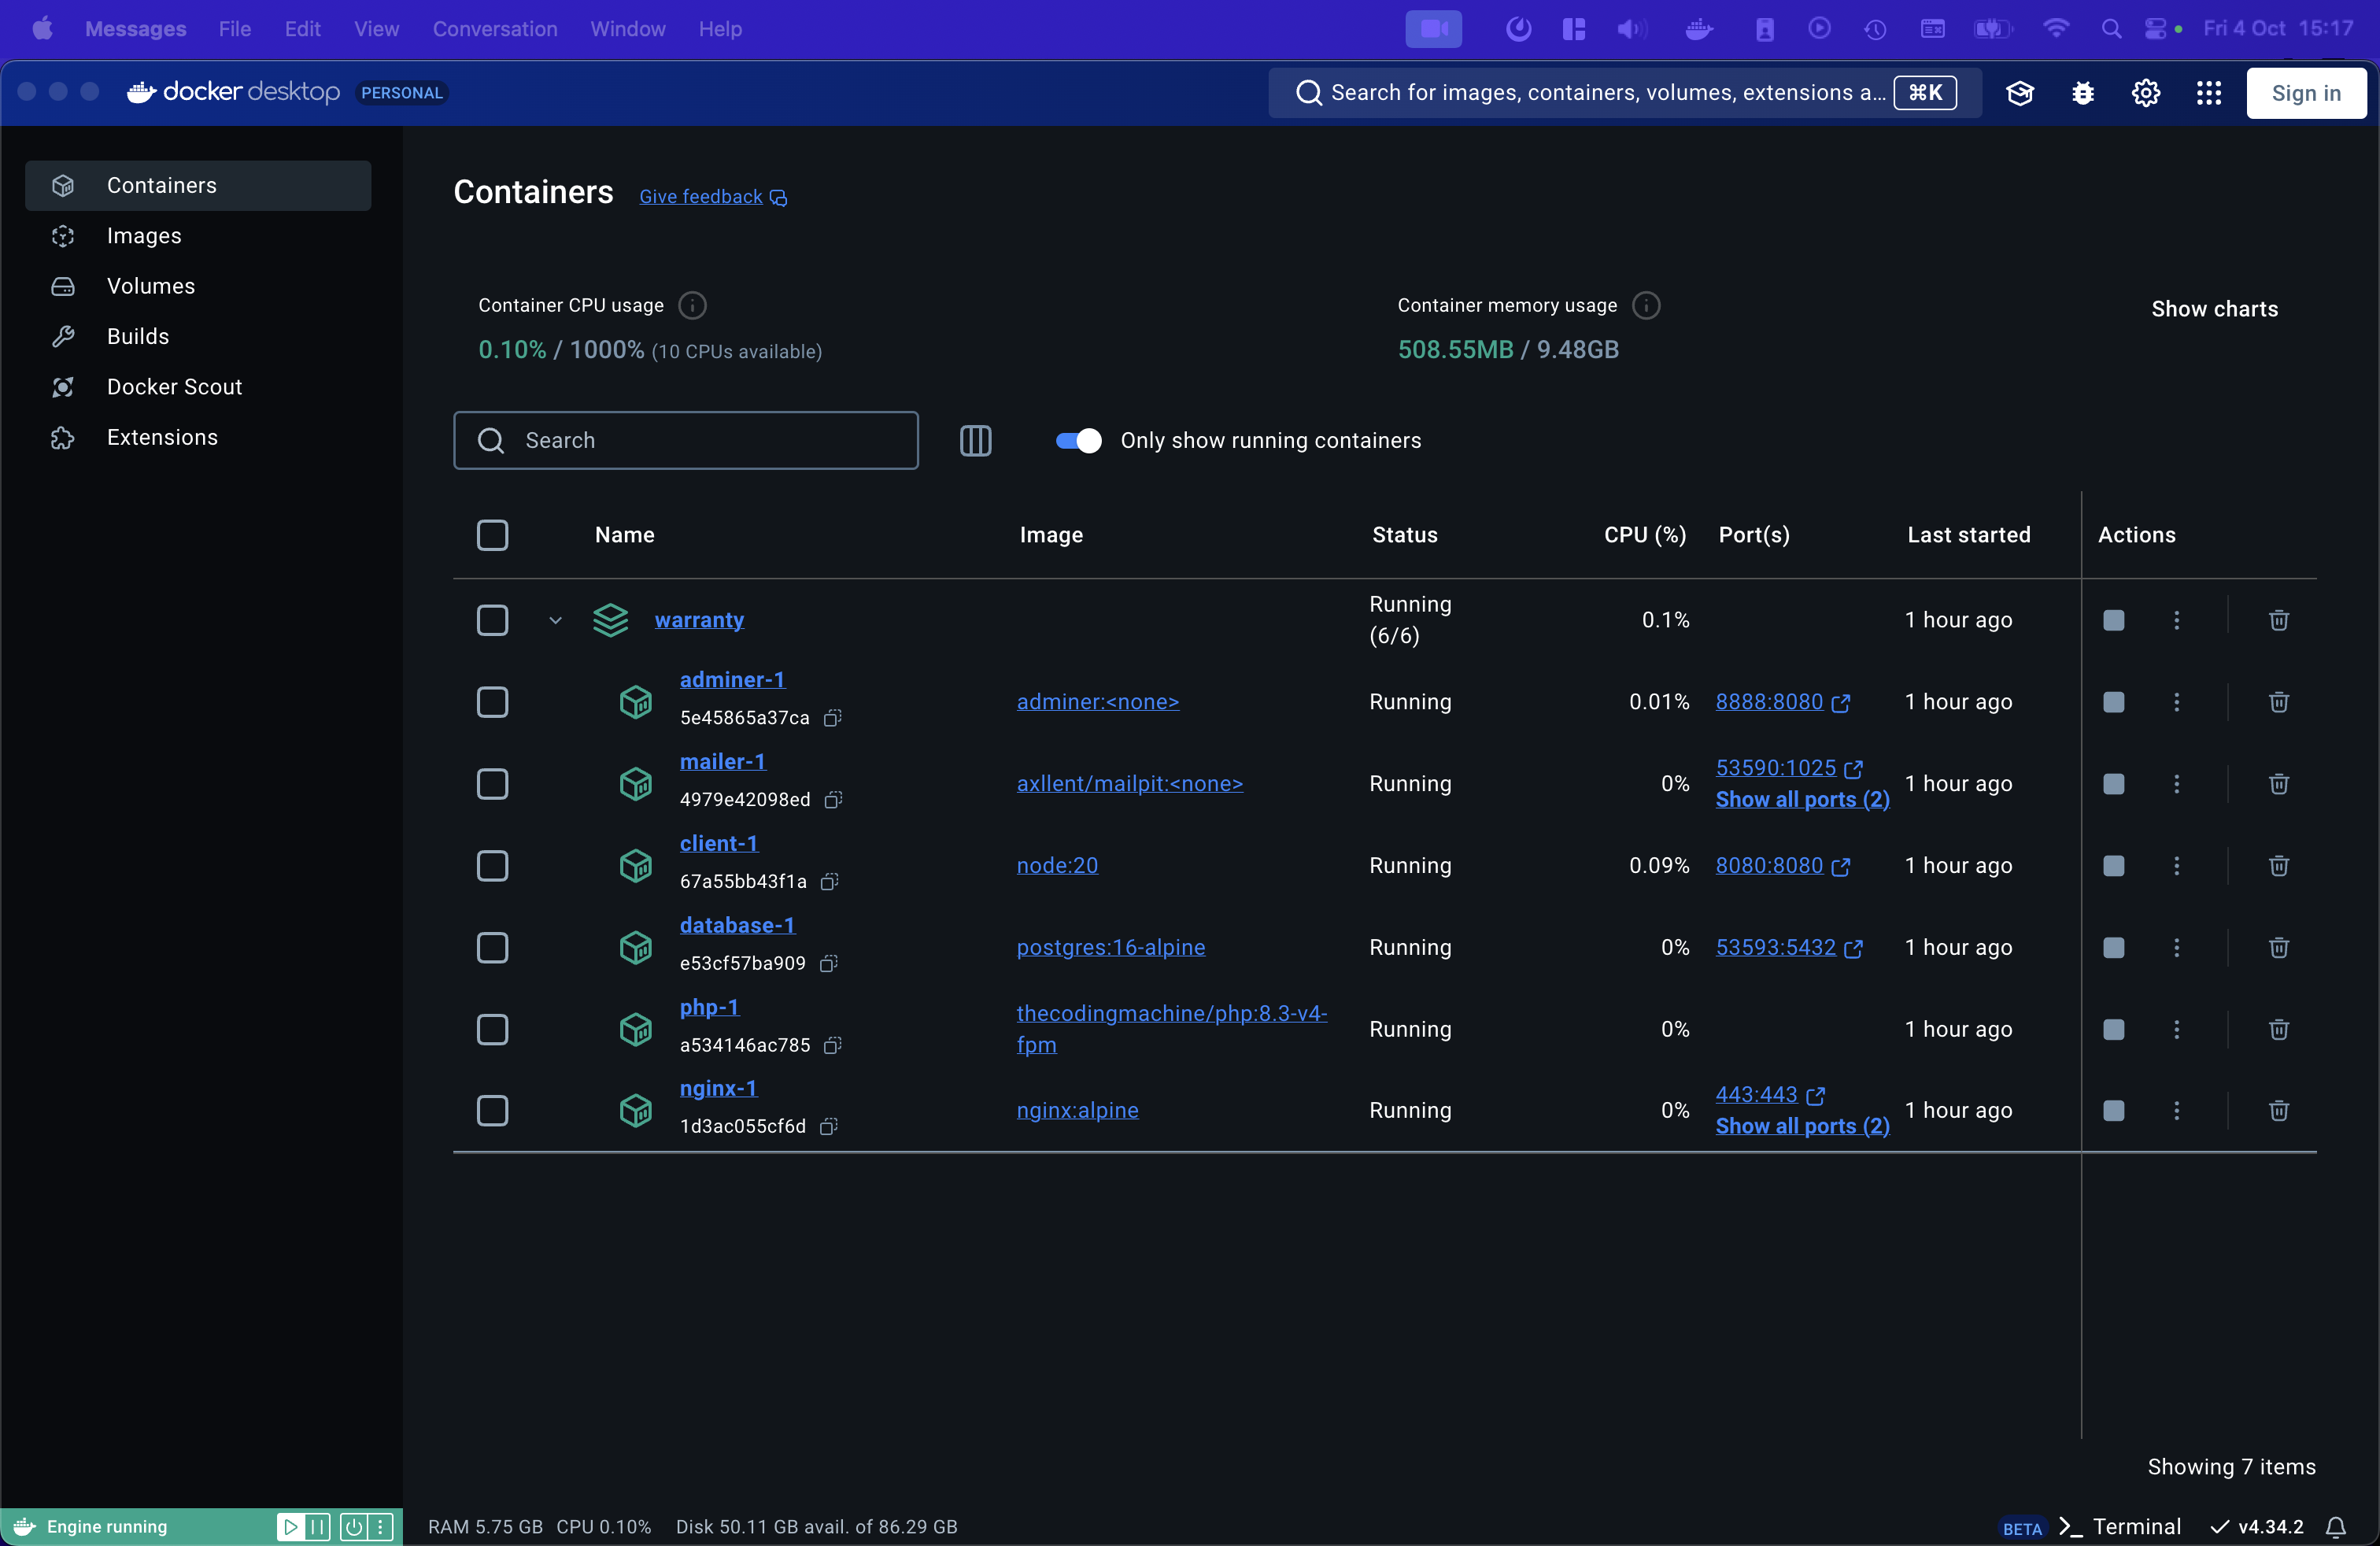 Messages File Edit View Conversation Window Help Fri 4 Oct 15:17
docker desktop PERSONAL Search for images, containers, volumes, extensions a... ⌘K Sign in
Containers
Images
Volumes
Builds
Docker Scout
Extensions
Containers Give feedback
Container CPU usage
0.10% / 1000% (10 CPUs available)
Container memory usage
508.55MB / 9.48GB
Show charts
Search
Only show running containers
Name Image Status CPU (%) Port(s) Last started Actions
warranty Running (6/6) 0.1% 1 hour ago
adminer-1
5e45865a37ca
adminer:<none> Running 0.01% 8888:8080 1 hour ago
mailer-1
4979e42098ed
axllent/mailpit:<none> Running 0% 53590:1025 1 hour ago
Show all ports (2)
client-1
67a55bb43f1a
node:20 Running 0.09% 8080:8080 1 hour ago
database-1
e53cf57ba909
postgres:16-alpine Running 0% 53593:5432 1 hour ago
php-1
a534146ac785
thecodingmachine/php:8.3-v4-
fpm
Running 0% 1 hour ago
nginx-1
1d3ac055cf6d
nginx:alpine Running 0% 443:443 1 hour ago
Show all ports (2)
Showing 7 items
Engine running RAM 5.75 GB CPU 0.10% Disk 50.11 GB avail. of 86.29 GB BETA Terminal v4.34.2